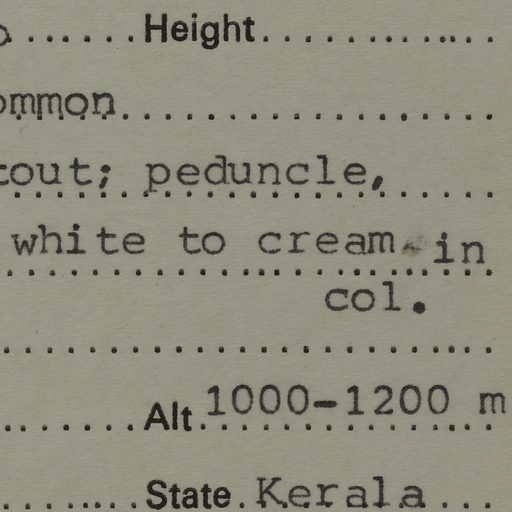 Height
ommon
tout; peduncle,
white to cream in
col.
Alt 1000-1200 m
State Kerala